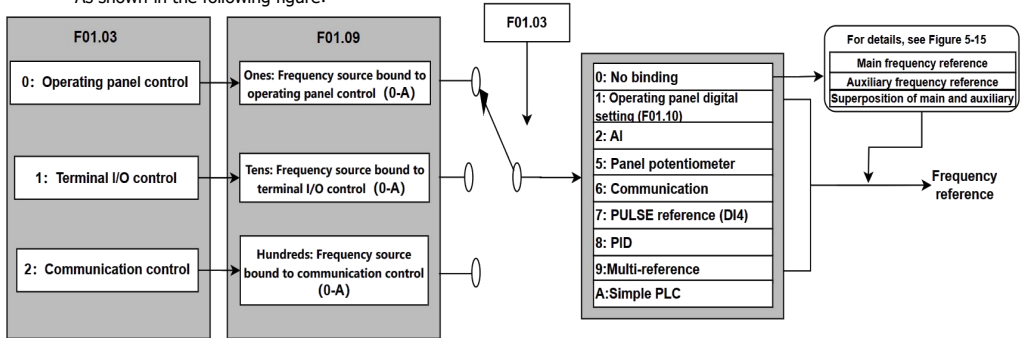 As shown in the following figure:
F01.03
0: Operating panel control
1: Terminal I/O control
2: Communication control
F01.09
Ones: Frequency source bound to
operating panel control (0-A)
Tens: Frequency source bound to
terminal I/O control (0-A)
Hundreds: Frequency source
bound to communication control
(0-A)
F01.03
0: No binding
1: Operating panel digital
setting (F01.10)
2: AI
5: Panel potentiometer
6: Communication
7: PULSE reference (DI4)
8: PID
9:Multi-reference
A:Simple PLC
For details, see Figure 5-15
Main frequency reference
Auxiliary frequency reference
Superposition of main and auxiliary
Frequency
reference